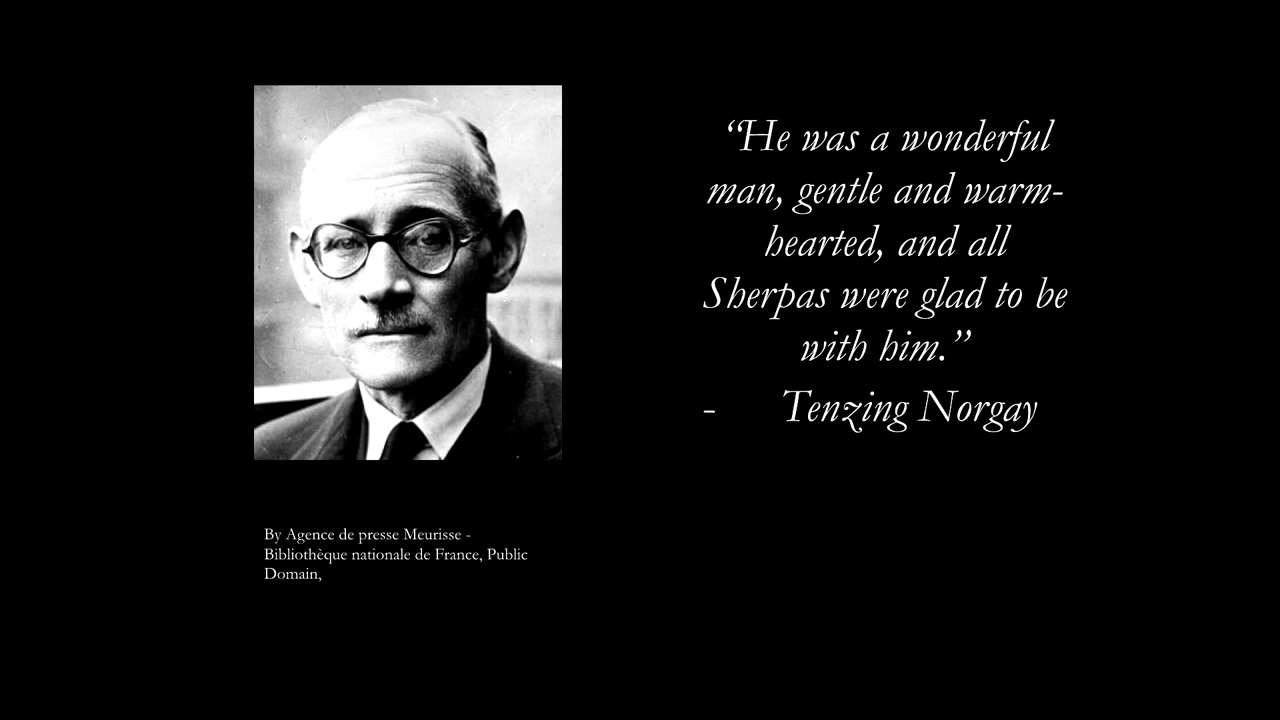 “He was a wonderful
man, gentle and warm-
hearted, and all
Sherpas were glad to be
with him.”
- Tenzing Norgay
By Agence de presse Meurisse -
Bibliothèque nationale de France, Public
Domain,